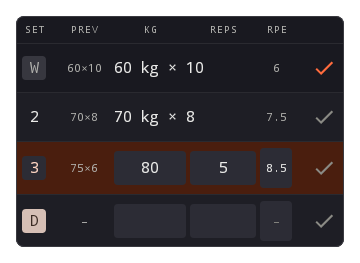 SET PREV KG REPS RPE
W 60×10 60 kg × 10 6
2 70×8 70 kg × 8 7.5
3 75×6 80 5 8.5
D – –